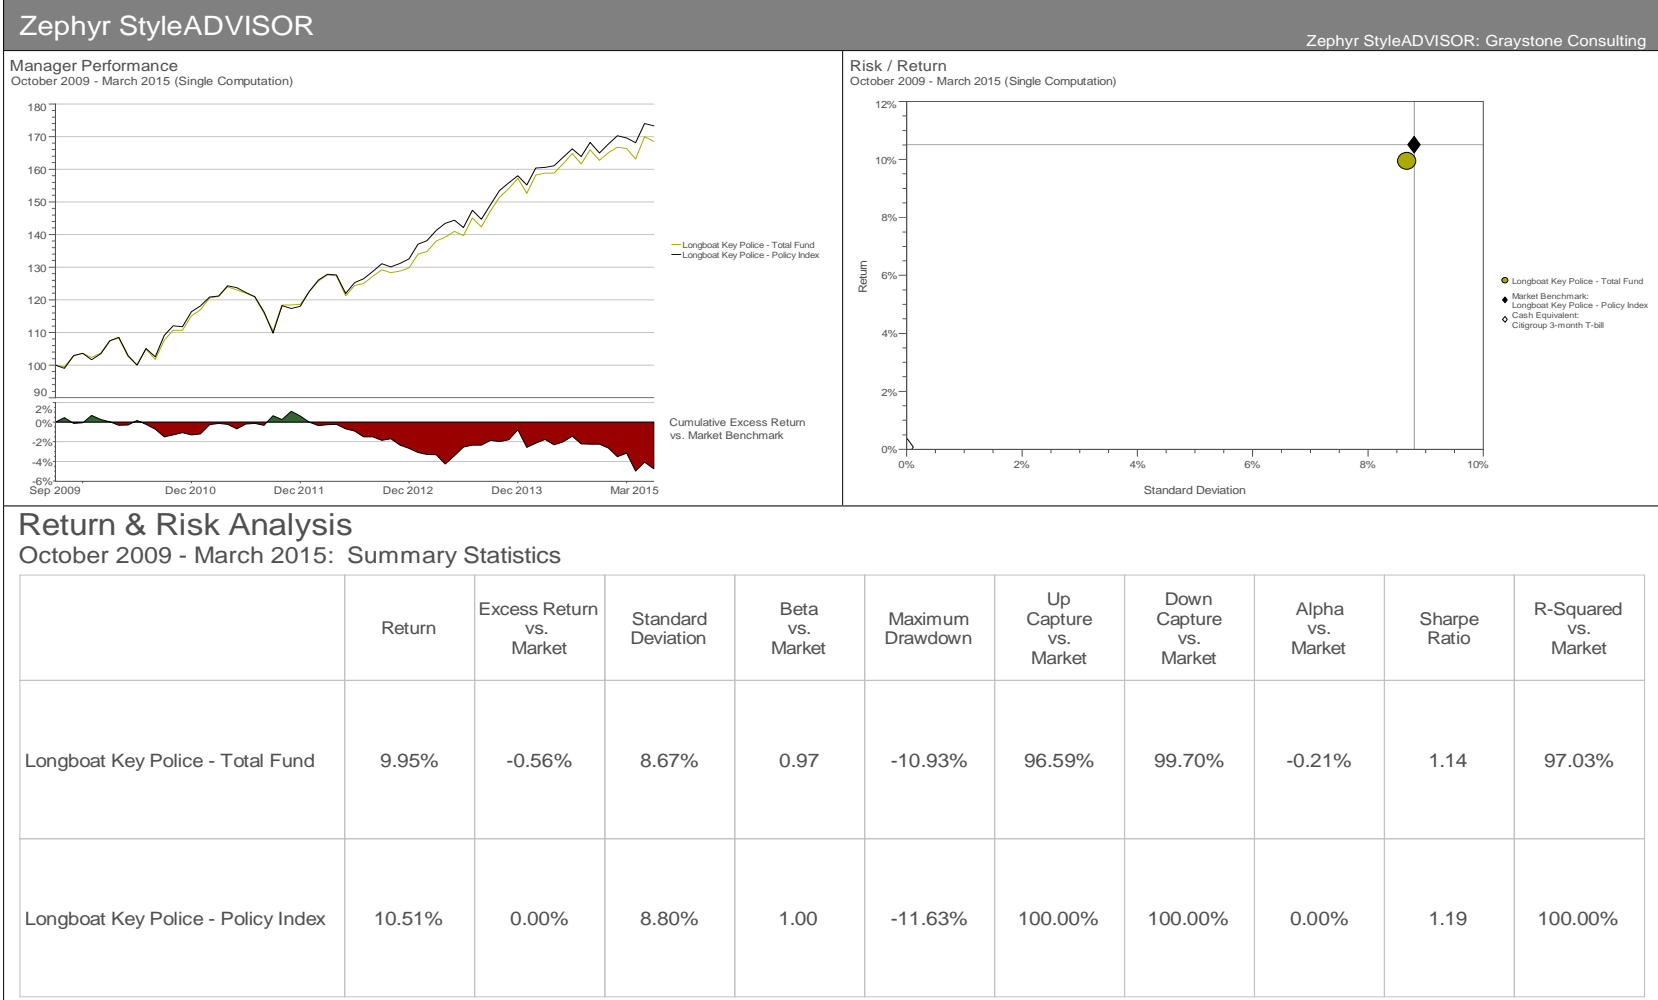 Zephyr StyleADVISOR
Zephyr StyleADVISOR: Graystone Consulting
Manager Performance
October 2009 - March 2015 (Single Computation)
180
170
160
150
140
130
120
110
100
90
2%
0%
-2%
-4%
-6%
Sep 2009
Dec 2010
Dec 2011
Dec 2012
Dec 2013
Mar 2015
Longboat Key Police - Total Fund
Longboat Key Police - Policy Index
Cumulative Excess Return
vs. Market Benchmark
Risk / Return
October 2009 - March 2015 (Single Computation)
Return
12%
10%
8%
6%
4%
2%
0%
0%
2%
4%
6%
8%
10%
Standard Deviation
Longboat Key Police - Total Fund
Market Benchmark:
Longboat Key Police - Policy Index
Cash Equivalent:
Citigroup 3-month T-bill
Return & Risk Analysis
October 2009 - March 2015: Summary Statistics
Return
Excess Return
vs.
Market
Standard
Deviation
Beta
vs.
Market
Maximum
Drawdown
Up
Capture
vs.
Market
Down
Capture
vs.
Market
Alpha
vs.
Market
Sharpe
Ratio
R-Squared
vs.
Market
Longboat Key Police - Total Fund 9.95% -0.56% 8.67% 0.97 -10.93% 96.59% 99.70% -0.21% 1.14 97.03%
Longboat Key Police - Policy Index 10.51% 0.00% 8.80% 1.00 -11.63% 100.00% 100.00% 0.00% 1.19 100.00%